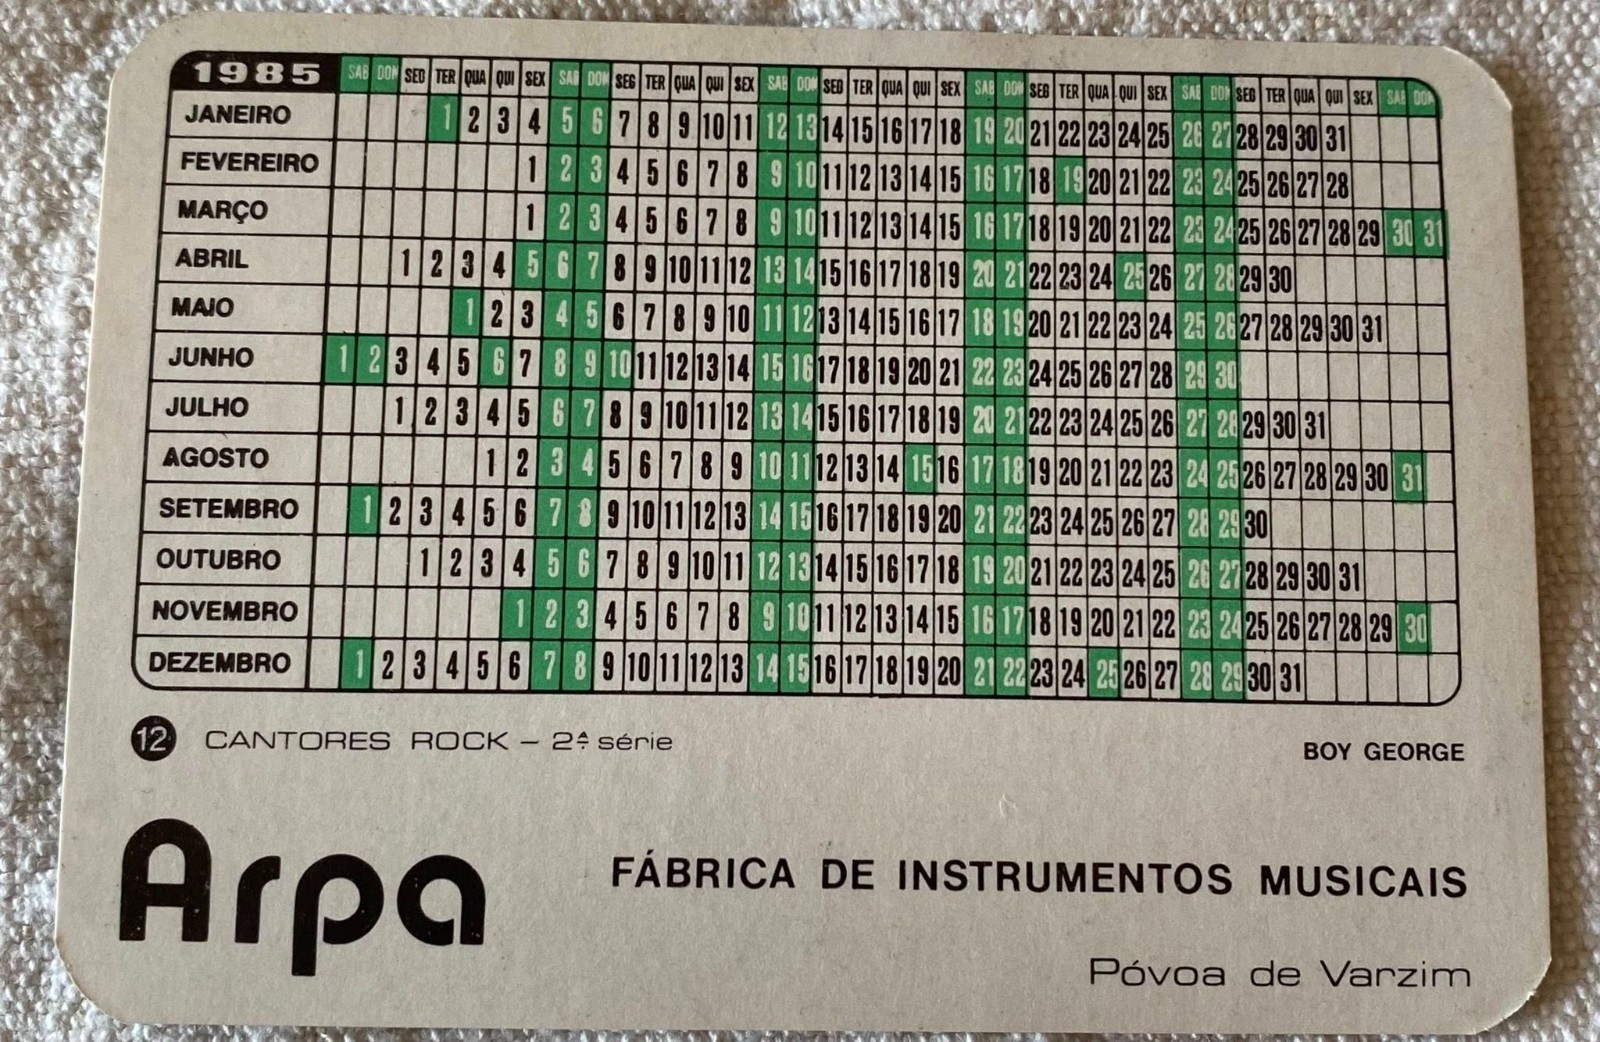 1985 SAB DOM SEG TER QUA QUI SEX SAB DOM SEG TER QUA QUI SEX SAB DOM SEG TER QUA QUI SEX SAB DOM SEG TER QUA QUI SEX SAB DOM SEG TER QUA QUI SEX SAB DOM
JANEIRO 1 2 3 4 5 6 7 8 9 10 11 12 13 14 15 16 17 18 19 20 21 22 23 24 25 26 27 28 29 30 31
FEVEREIRO 1 2 3 4 5 6 7 8 9 10 11 12 13 14 15 16 17 18 19 20 21 22 23 24 25 26 27 28
MARÇO 1 2 3 4 5 6 7 8 9 10 11 12 13 14 15 16 17 18 19 20 21 22 23 24 25 26 27 28 29 30 31
ABRIL 1 2 3 4 5 6 7 8 9 10 11 12 13 14 15 16 17 18 19 20 21 22 23 24 25 26 27 28 29 30
MAIO 1 2 3 4 5 6 7 8 9 10 11 12 13 14 15 16 17 18 19 20 21 22 23 24 25 26 27 28 29 30 31
JUNHO 1 2 3 4 5 6 7 8 9 10 11 12 13 14 15 16 17 18 19 20 21 22 23 24 25 26 27 28 29 30
JULHO 1 2 3 4 5 6 7 8 9 10 11 12 13 14 15 16 17 18 19 20 21 22 23 24 25 26 27 28 29 30 31
AGOSTO 1 2 3 4 5 6 7 8 9 10 11 12 13 14 15 16 17 18 19 20 21 22 23 24 25 26 27 28 29 30 31
SETEMBRO 1 2 3 4 5 6 7 8 9 10 11 12 13 14 15 16 17 18 19 20 21 22 23 24 25 26 27 28 29 30
OUTUBRO 1 2 3 4 5 6 7 8 9 10 11 12 13 14 15 16 17 18 19 20 21 22 23 24 25 26 27 28 29 30 31
NOVEMBRO 1 2 3 4 5 6 7 8 9 10 11 12 13 14 15 16 17 18 19 20 21 22 23 24 25 26 27 28 29 30
DEZEMBRO 1 2 3 4 5 6 7 8 9 10 11 12 13 14 15 16 17 18 19 20 21 22 23 24 25 26 27 28 29 30 31
12 CANTORES ROCK – 2ª série
BOY GEORGE
Arpa
FÁBRICA DE INSTRUMENTOS MUSICAIS
Póvoa de Varzim